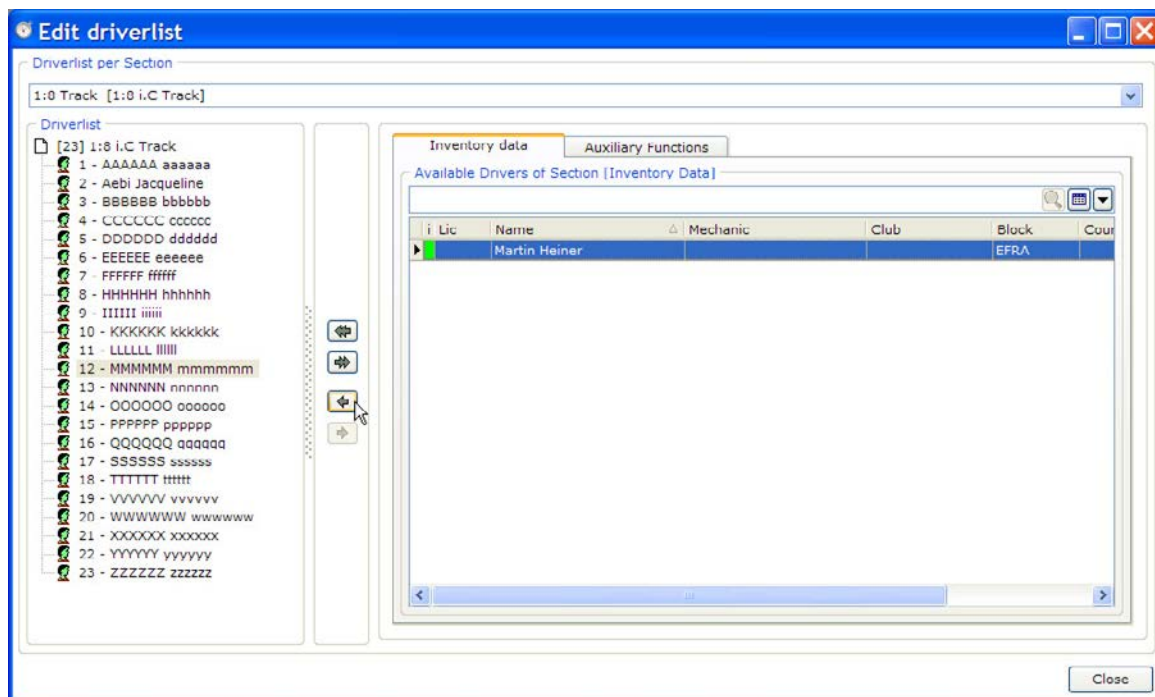 Edit driverlist
Driverlist per Section
1:8 Track [1:8 i.C Track]
Driverlist
[23] 1:8 i.C Track
1 - AAAAAA aaaaaa
2 - Aebi Jacqueline
3 - BBBBBB bbbbbb
4 - CCCCCC cccccc
5 - DDDDDD dddddd
6 - EEEEEE eeeeee
7 - FFFFFF ffffff
8 - HHHHHH hhhhhh
9 - IIIIII iiiiii
10 - KKKKKK kkkkkk
11 - LLLLLL llllll
12 - MMMMMM mmmmmm
13 - NNNNNN nnnnnn
14 - OOOOOO oooooo
15 - PPPPPP pppppp
16 - QQQQQQ qqqqqq
17 - SSSSSS ssssss
18 - TTTTTT tttttt
19 - VVVVVV vvvvvv
20 - WWWWWW wwwwww
21 - XXXXXX xxxxxx
22 - YYYYYY yyyyyy
23 - ZZZZZZ zzzzzz
Inventory data Auxiliary Functions
Available Drivers of Section [Inventory Data]
i Lic Name Mechanic Club Block Cour
Martin Heiner EFRA
Close